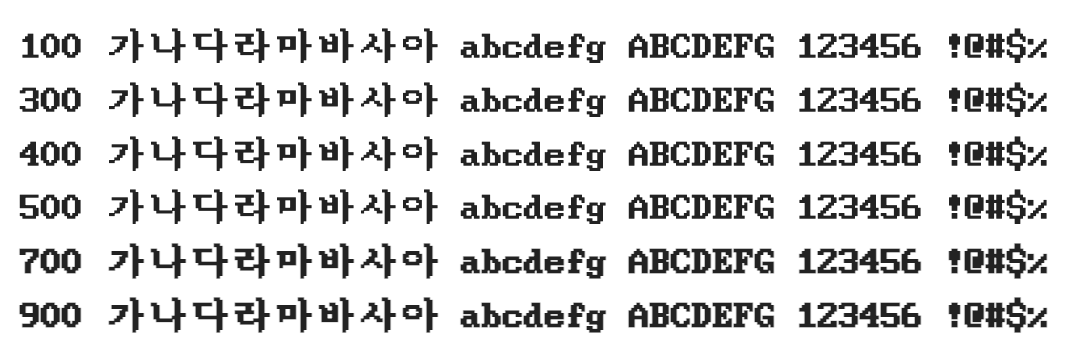 100 가나다라마바사아 abcdefg ABCDEFG 123456 !@#$%
300 가나다라마바사아 abcdefg ABCDEFG 123456 !@#$%
400 가나다라마바사아 abcdefg ABCDEFG 123456 !@#$%
500 가나다라마바사아 abcdefg ABCDEFG 123456 !@#$%
700 가나다라마바사아 abcdefg ABCDEFG 123456 !@#$%
900 가나다라마바사아 abcdefg ABCDEFG 123456 !@#$%